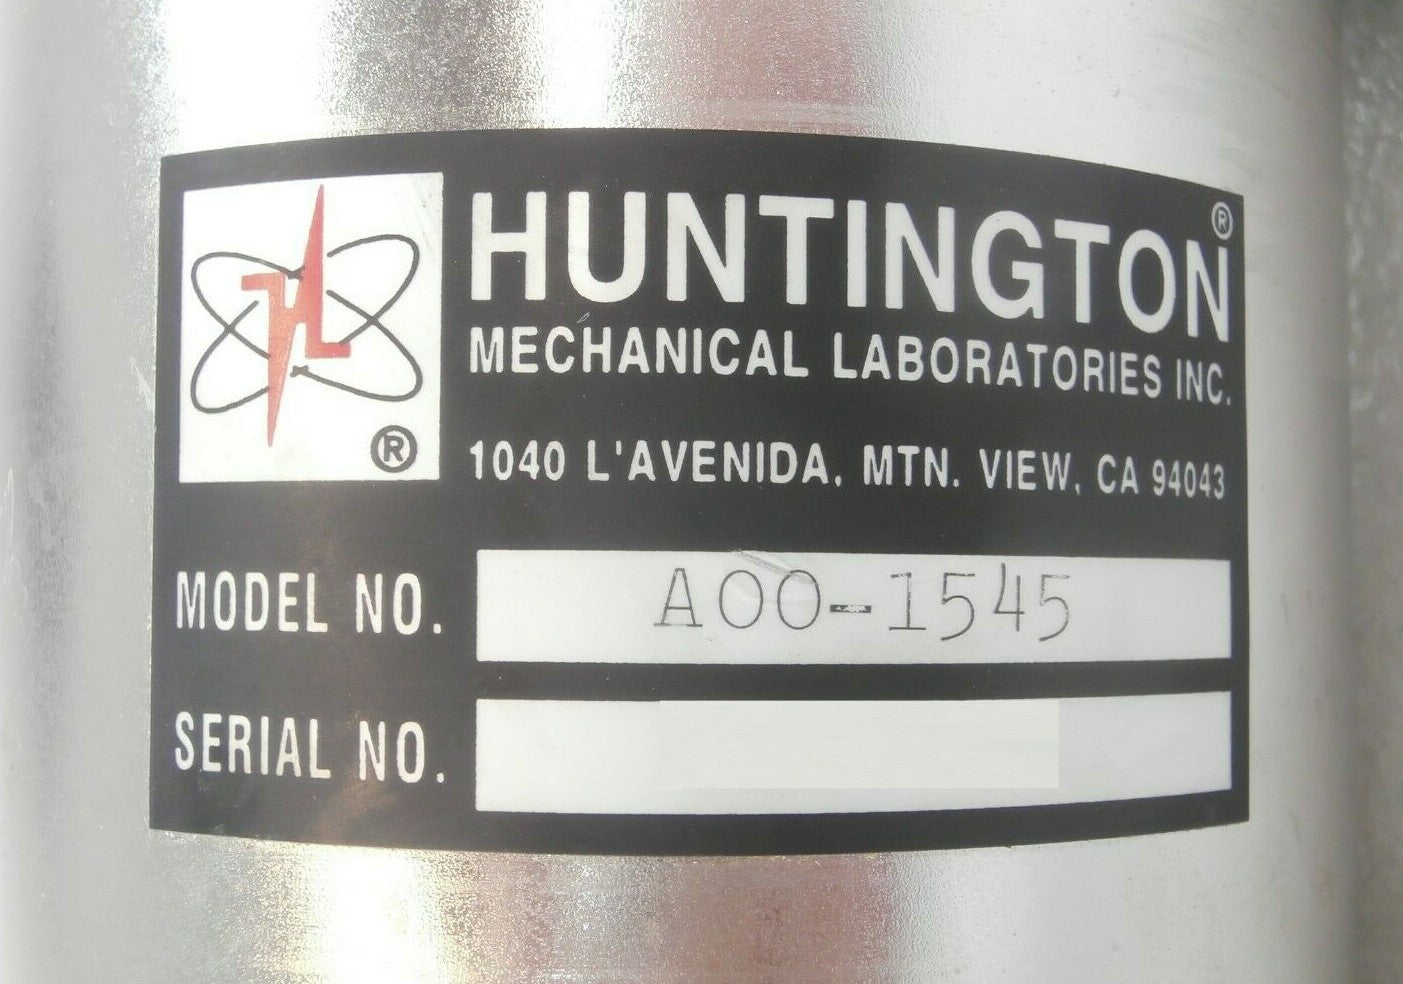 HUNTINGTON®
MECHANICAL LABORATORIES INC.
®
1040 L'AVENIDA, MTN. VIEW, CA 94043
MODEL NO. A00-1545
SERIAL NO.